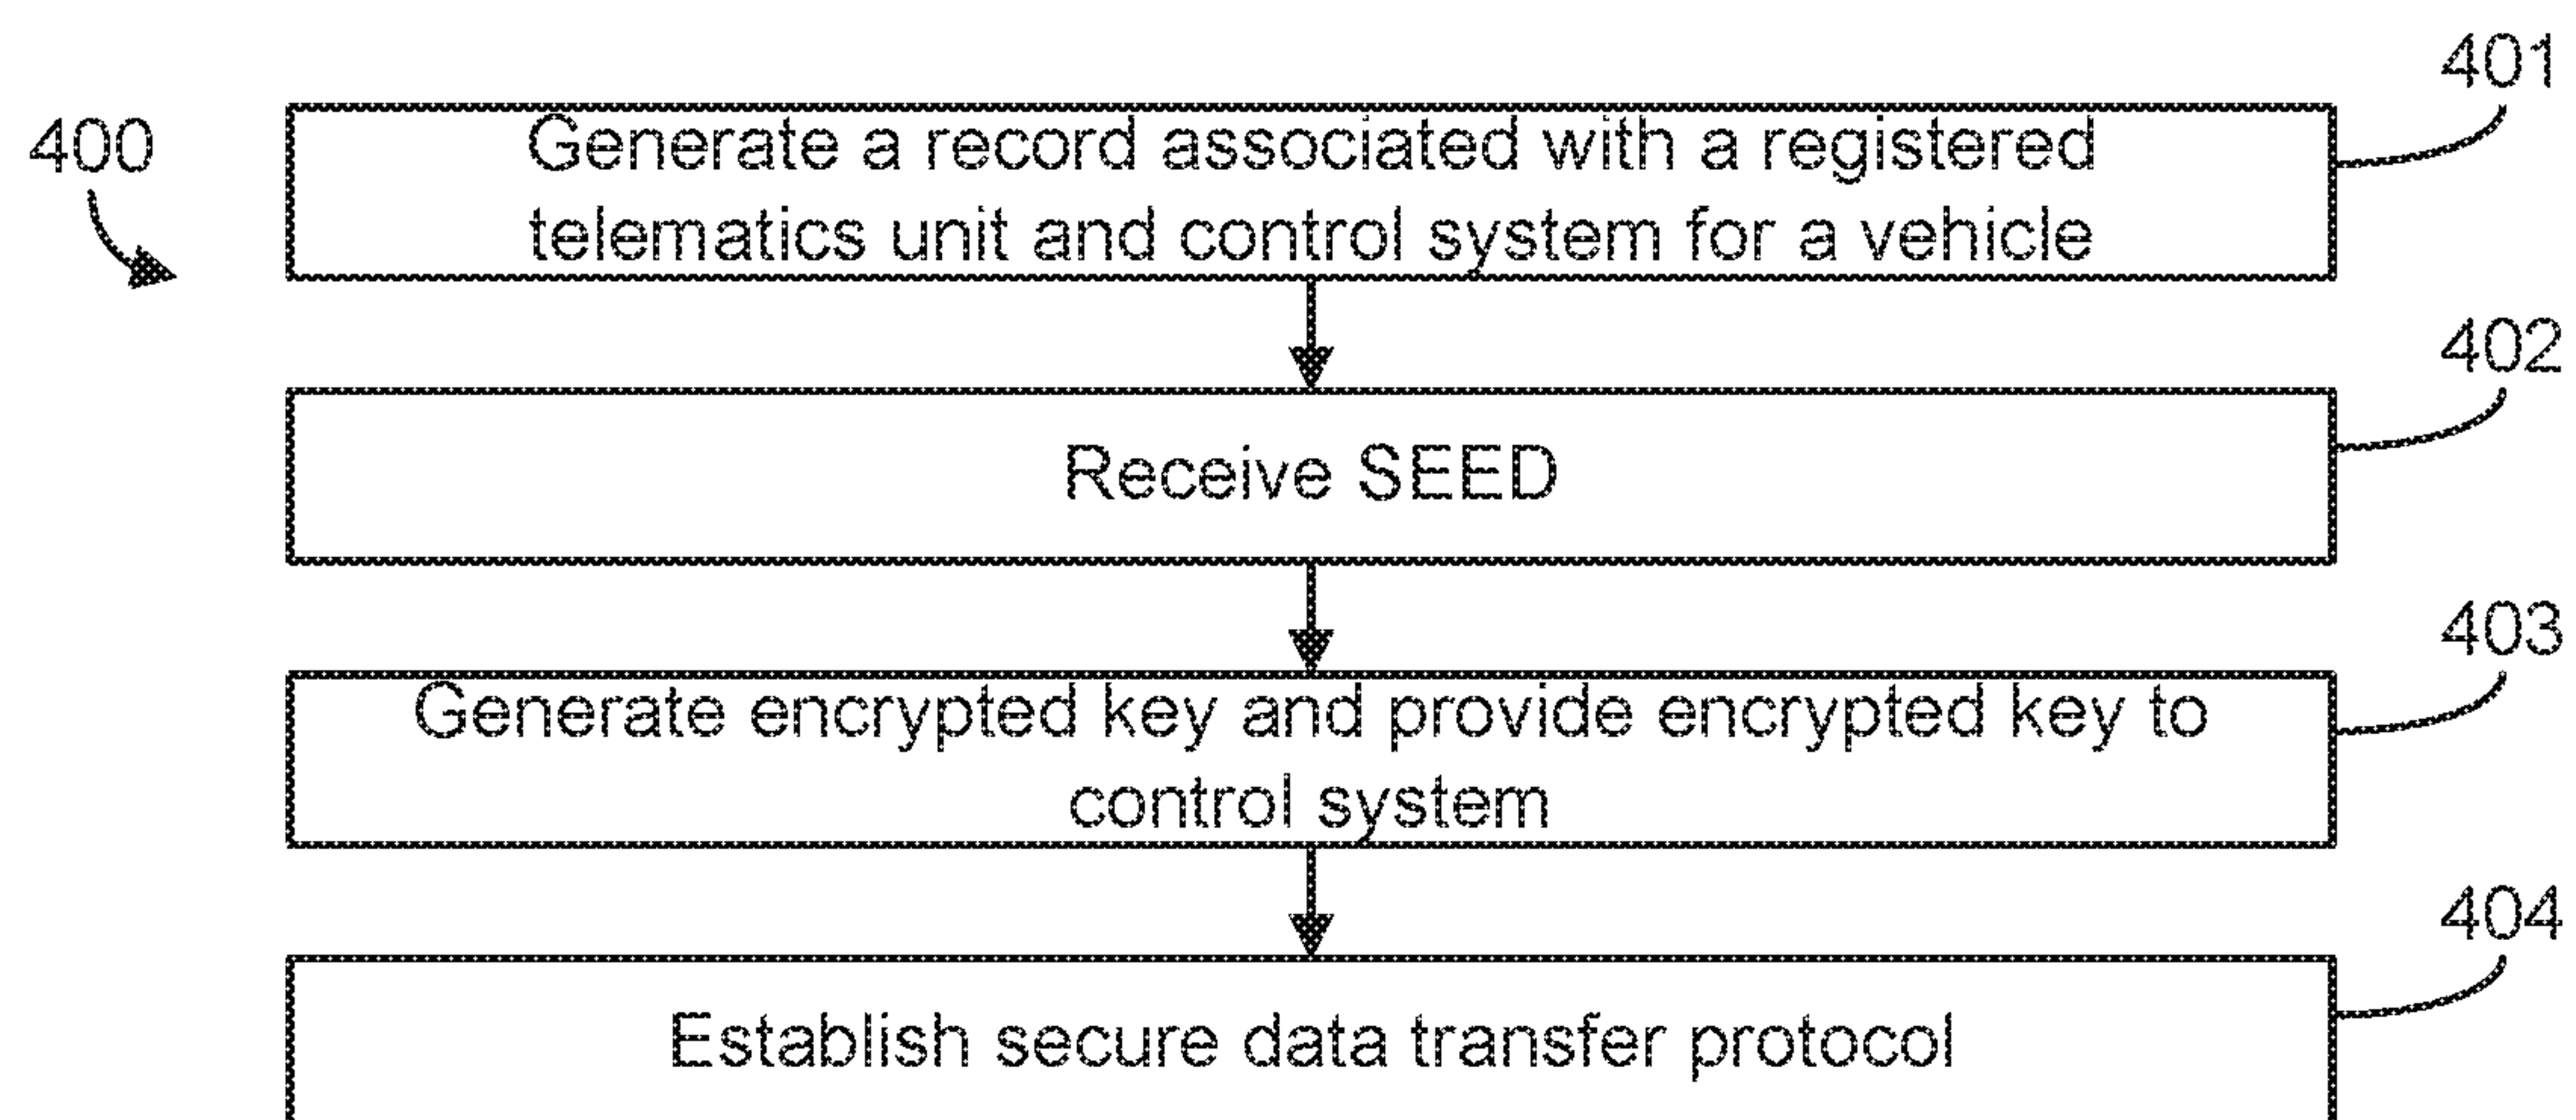 401
400
Generate a record associated with a registered
telematics unit and control system for a vehicle
402
Receive SEED
403
Generate encrypted key and provide encrypted key to
control system
404
Establish secure data transfer protocol